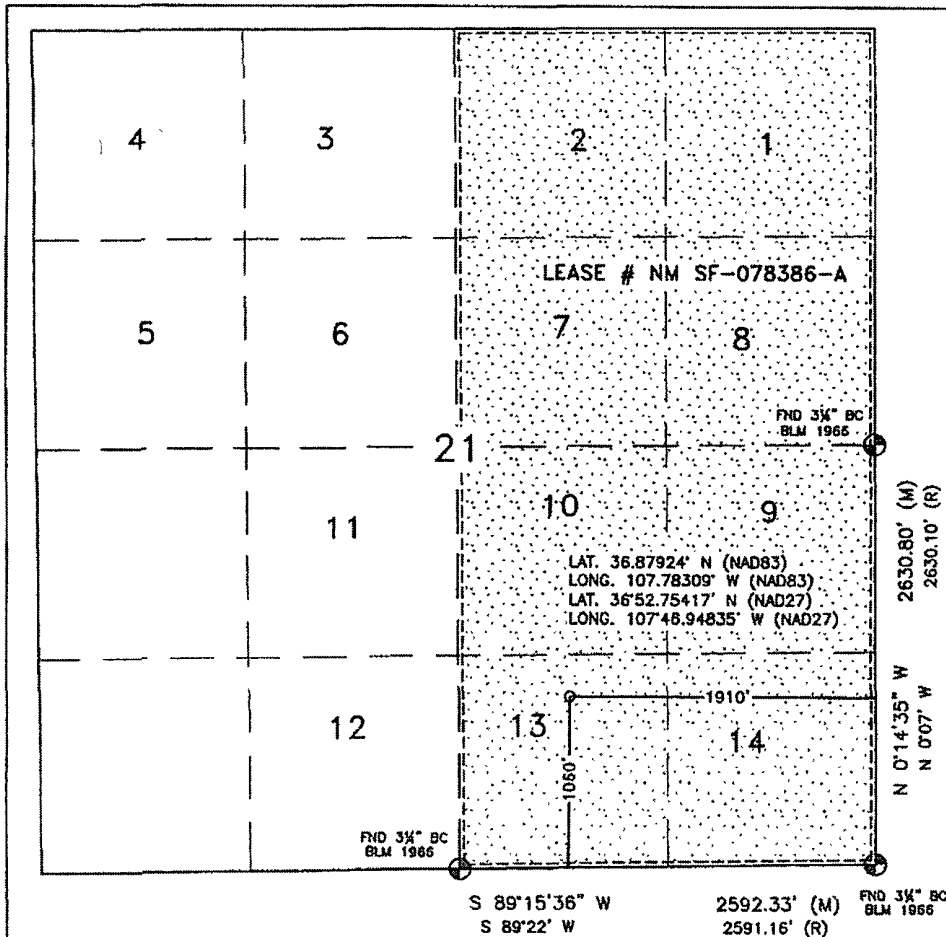 4 3 2 1
LEASE # NM SF-078386-A
5 6 7 8
FND 3¼" BC
BLM 1966
21
10 9
11
LAT. 36.87924° N (NAD83)
LONG. 107.78309° W (NAD83)
LAT. 36°52.75417' N (NAD27)
LONG. 107°46.94835' W (NAD27)
2630.80' (M)
2630.10' (R)
1910'
12 13 14
1060'
N 0°14'35" W
N 0°07' W
FND 3¼" BC
BLM 1966
S 89°15'36" W
S 89°22' W
2592.33' (M)
2591.16' (R)
FND 3¼" BC
BLM 1966